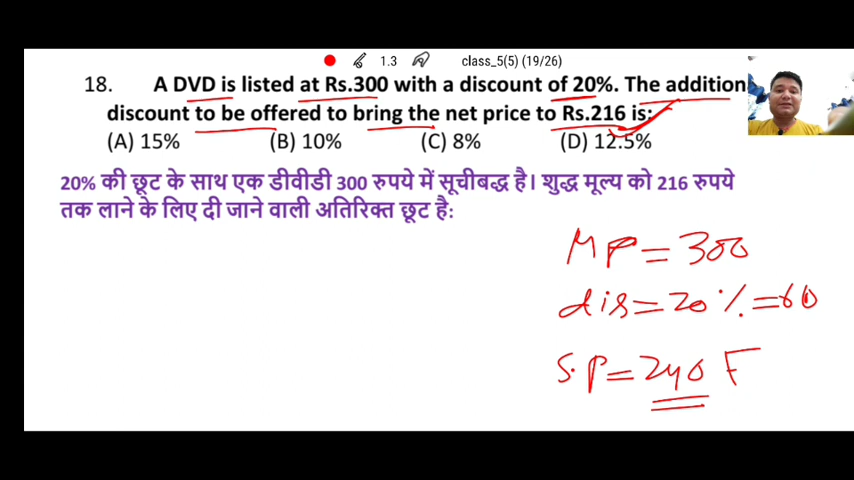 1.3 class_5(5) (19/26)
18. A DVD is listed at Rs.300 with a discount of 20%. The addition
discount to be offered to bring the net price to Rs.216 is:
(A) 15% (B) 10% (C) 8% (D) 12.5%
20% की छूट के साथ एक डीवीडी 300 रुपये में सूचीबद्ध है। शुद्ध मूल्य को 216 रुपये
तक लाने के लिए दी जाने वाली अतिरिक्त छूट है:
MP = 300
dis = 20% = 60
S.P = 240 F